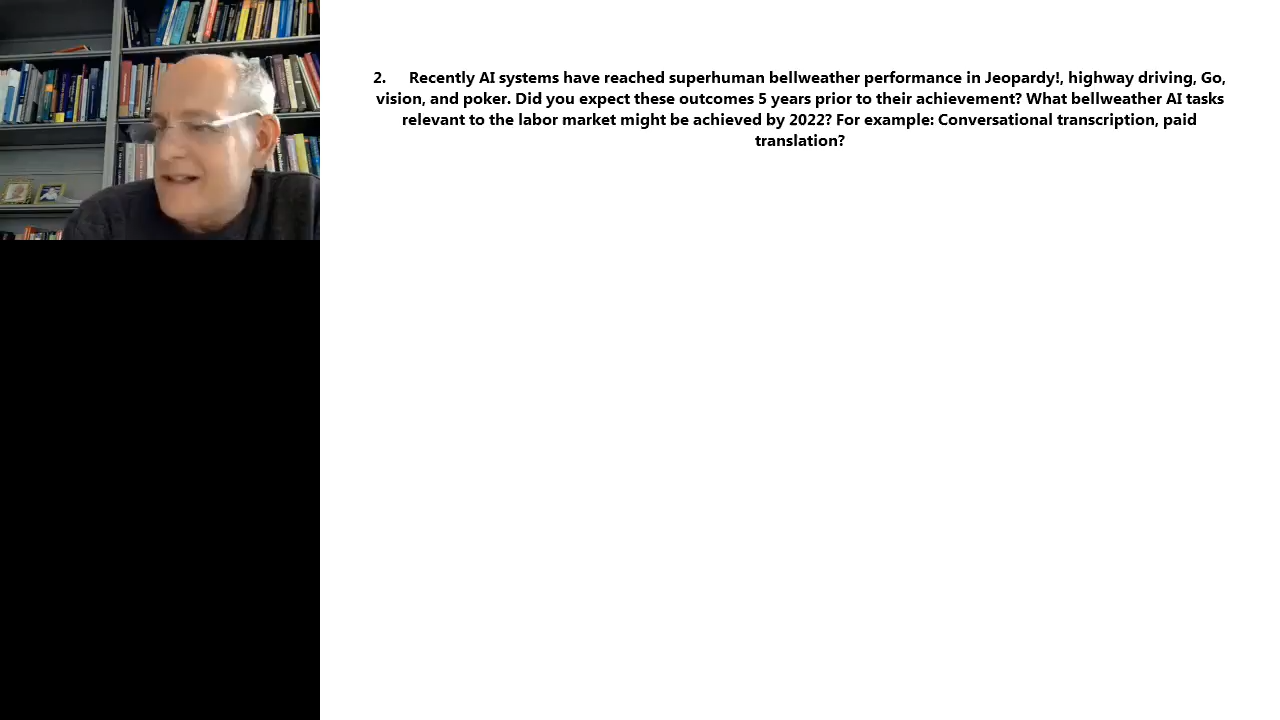 2. Recently AI systems have reached superhuman bellweather performance in Jeopardy!, highway driving, Go,
vision, and poker. Did you expect these outcomes 5 years prior to their achievement? What bellweather AI tasks
relevant to the labor market might be achieved by 2022? For example: Conversational transcription, paid
translation?